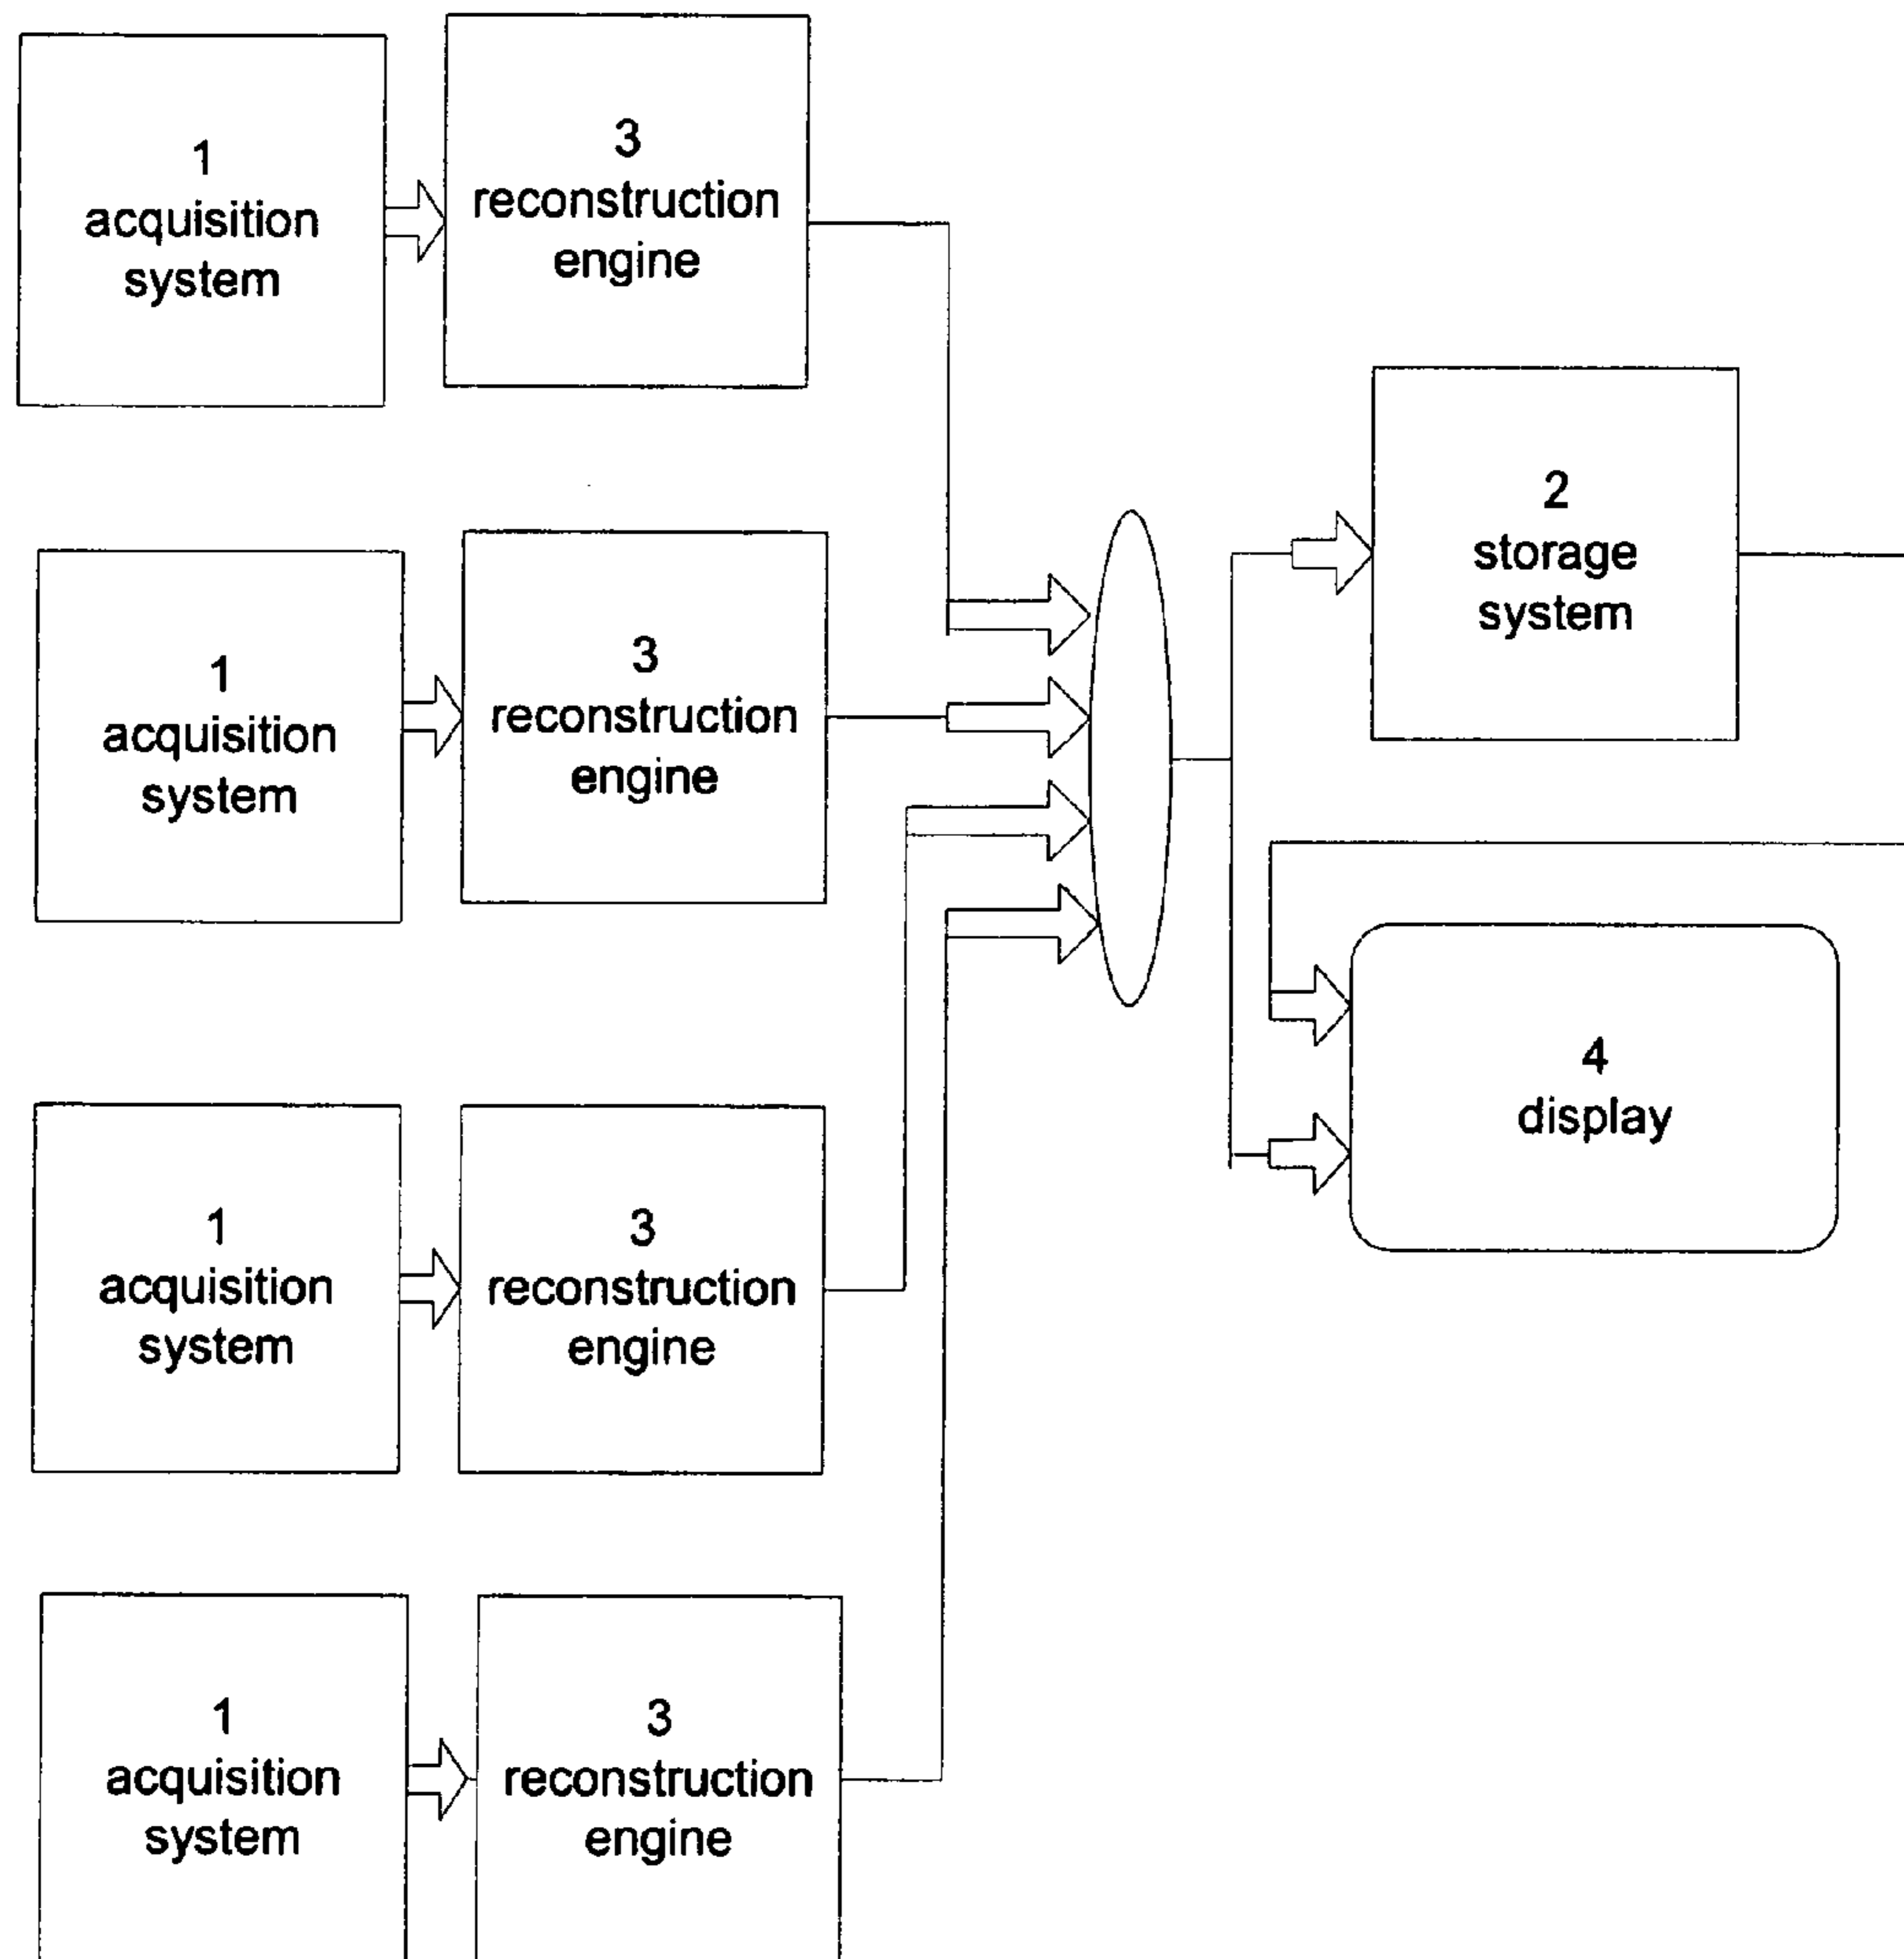 1
acquisition
system
3
reconstruction
engine
2
storage
system
1
acquisition
system
3
reconstruction
engine
4
display
1
acquisition
system
3
reconstruction
engine
1
acquisition
system
3
reconstruction
engine